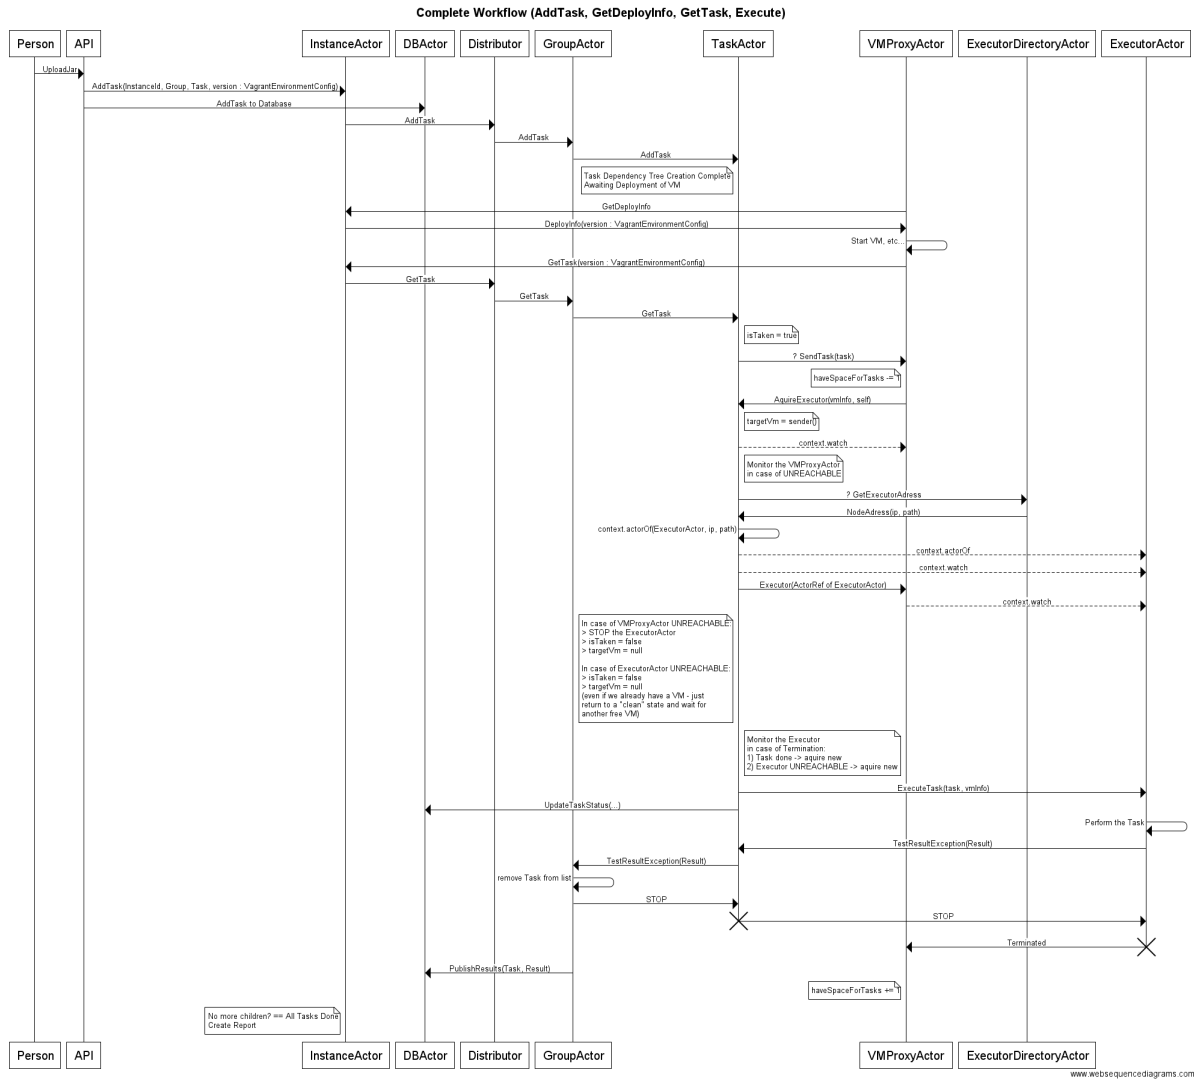 Complete Workflow (AddTask, GetDeployInfo, GetTask, Execute)
Person
API
InstanceActor
DBActor
Distributor
GroupActor
TaskActor
VMProxyActor
ExecutorDirectoryActor
ExecutorActor
UploadJar
AddTask(InstanceId, Group, Task, version : VagrantEnvironmentConfig)
AddTask to Database
AddTask
AddTask
AddTask
Task Dependency Tree Creation Complete
Awaiting Deployment of VM
GetDeployInfo
DeployInfo(version : VagrantEnvironmentConfig)
Start VM, etc...
GetTask(version : VagrantEnvironmentConfig)
GetTask
GetTask
GetTask
isTaken = true
? SendTask(task)
haveSpaceForTasks -= 1
AquireExecutor(vmInfo, self)
targetVm = sender()
context.watch
Monitor the VMProxyActor
in case of UNREACHABLE
? GetExecutorAdress
NodeAdress(ip, path)
context.actorOf(ExecutorActor, ip, path)
context.actorOf
context.watch
Executor(ActorRef of ExecutorActor)
context.watch
In case of VMProxyActor UNREACHABLE:
> STOP the ExecutorActor
> isTaken = false
> targetVm = null
In case of ExecutorActor UNREACHABLE:
> isTaken = false
> targetVm = null
(even if we already have a VM - just
return to a "clean" state and wait for
another free VM)
Monitor the Executor
in case of Termination:
1) Task done -> aquire new
2) Executor UNREACHABLE -> aquire new
ExecuteTask(task, vmInfo)
UpdateTaskStatus(...)
Perform the Task
TestResultException(Result)
TestResultException(Result)
remove Task from list
STOP
STOP
Terminated
PublishResults(Task, Result)
haveSpaceForTasks += 1
No more children? == All Tasks Done
Create Report
Person
API
InstanceActor
DBActor
Distributor
GroupActor
VMProxyActor
ExecutorDirectoryActor
www.websequencediagrams.com